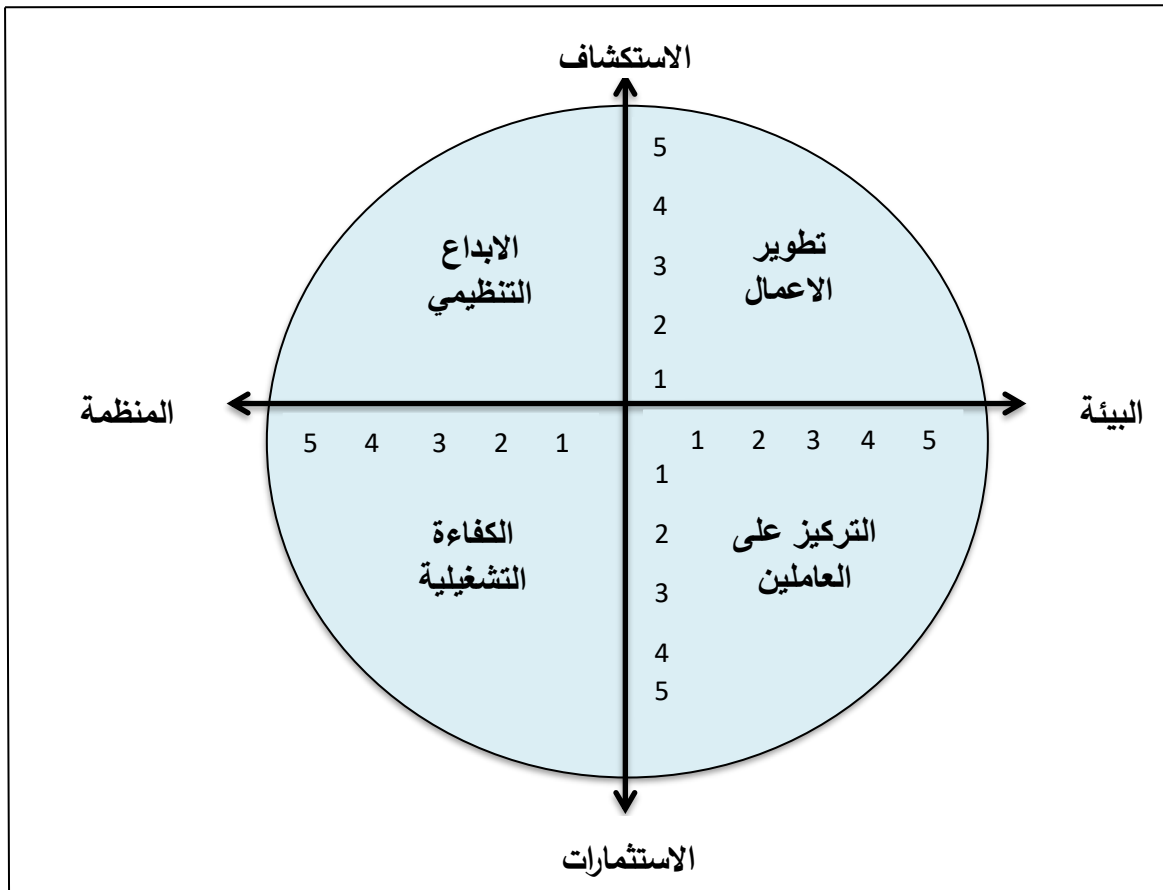 الاستكشاف
5
4
تطوير
الاعمال
الابداع
التنظيمي
3
2
1
البيئة
المنظمة
5 4 3 2 1
1 2 3 4 5
1
2
التركيز على
العاملين
الكفاءة
التشغيلية
3
4
5
الاستثمارات